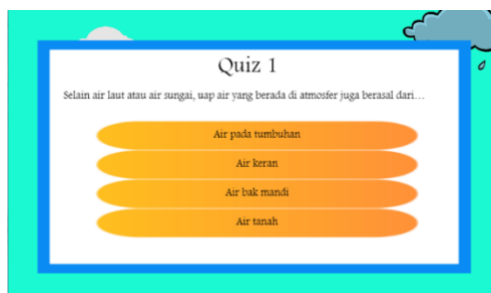 Quiz 1
Selain air laut atau air sungai, uap air yang berada di atmosfer juga berasal dari...
Air pada tumbuhan
Air keran
Air bak mandi
Air tanah